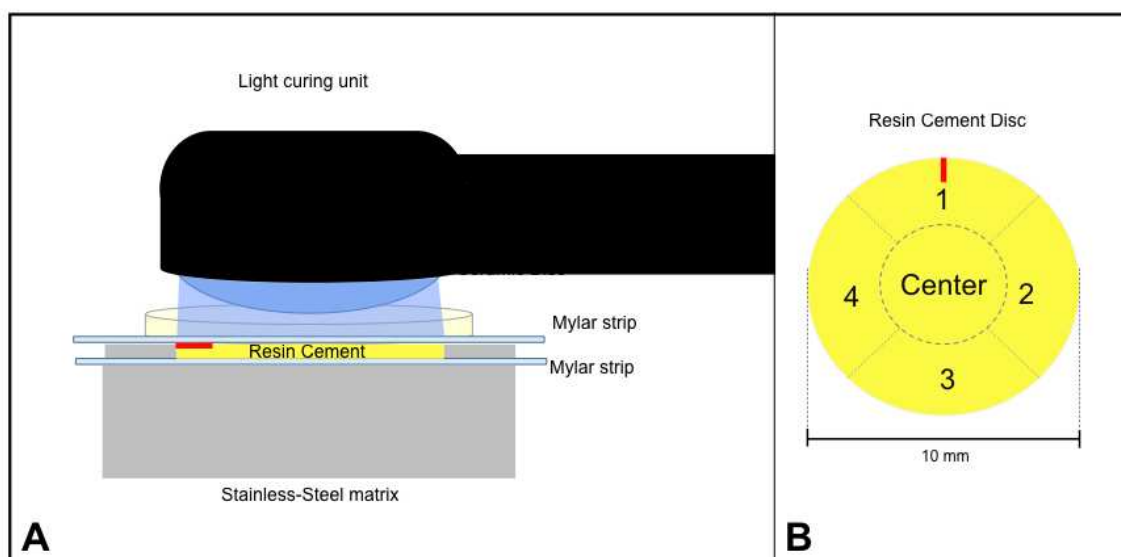 Light curing unit
Mylar strip
Resin Cement
Mylar strip
Stainless-Steel matrix
A
Resin Cement Disc
1
Center
4
2
3
10 mm
B